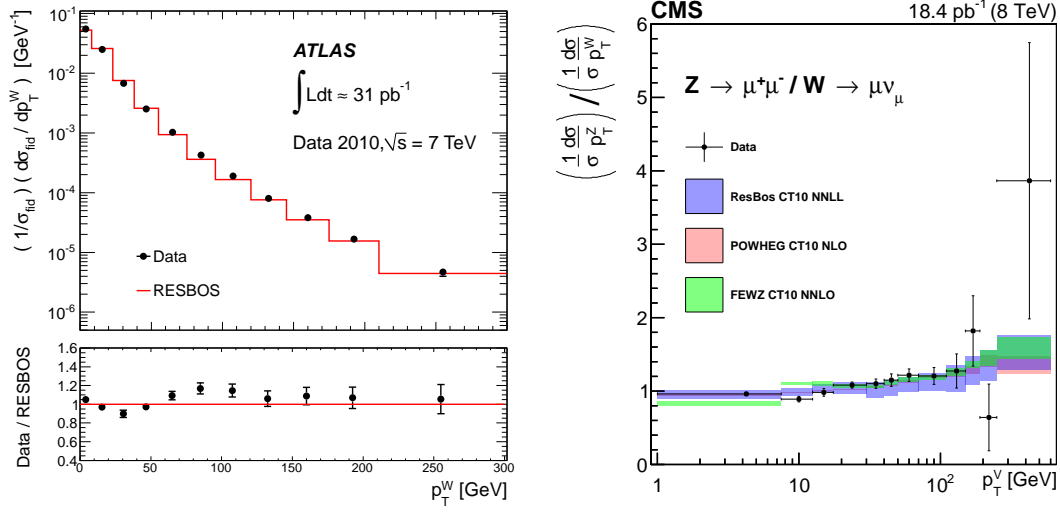 ( 1/σ_fid ) ( dσ_fid / dp_T^W ) [GeV⁻¹]
10⁻¹
10⁻²
10⁻³
10⁻⁴
10⁻⁵
10⁻⁶
ATLAS
∫ Ldt ≈ 31 pb⁻¹
Data 2010, √s = 7 TeV
Data
RESBOS
Data / RESBOS
1.6
1.4
1.2
1.0
0.8
0.6
0.4
0 50 100 150 200 250 300
p_T^W [GeV]
CMS 18.4 pb⁻¹ (8 TeV)
(1/σ dσ/p_T^Z) / (1/σ dσ/p_T^W)
Z → μ⁺μ⁻ / W → μν_μ
Data
ResBos CT10 NNLL
POWHEG CT10 NLO
FEWZ CT10 NNLO
6
5
4
3
2
1
0
1 10 10²
p_T^V [GeV]